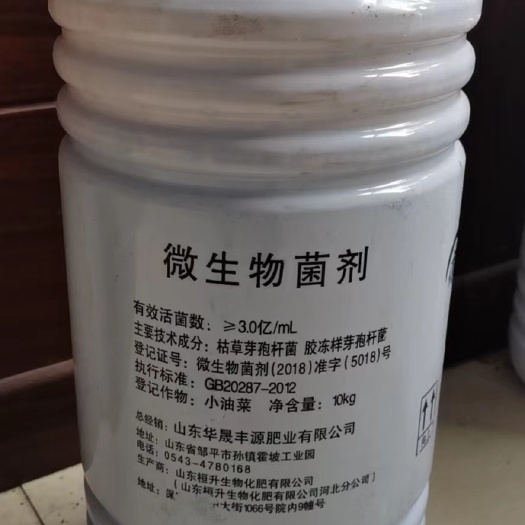 微生物菌剂
有效活菌数：≥3.0亿/mL
主要技术成分：枯草芽孢杆菌 胶冻样芽孢杆菌
登记证号：微生物菌剂(2018)准字(5018)号
执行标准：GB20287-2012
登记作物：小油菜 净含量：10kg
总经销：山东华晟丰源肥业有限公司
地址：山东省邹平市孙镇霍坡工业园
电话：0543-4780168
生产商：山东桓升生物化肥有限公司
(山东桓升生物化肥有限公司河北分公司)
地址：大街1066号院内9幢